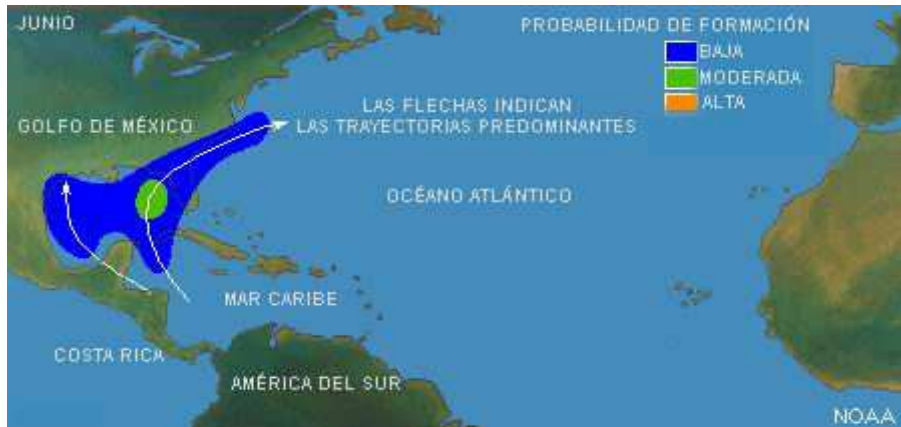 JUNIO
PROBABILIDAD DE FORMACIÓN
BAJA
MODERADA
ALTA
LAS FLECHAS INDICAN
LAS TRAYECTORIAS PREDOMINANTES
GOLFO DE MÉXICO
OCÉANO ATLÁNTICO
MAR CARIBE
COSTA RICA
AMÉRICA DEL SUR
NOAA